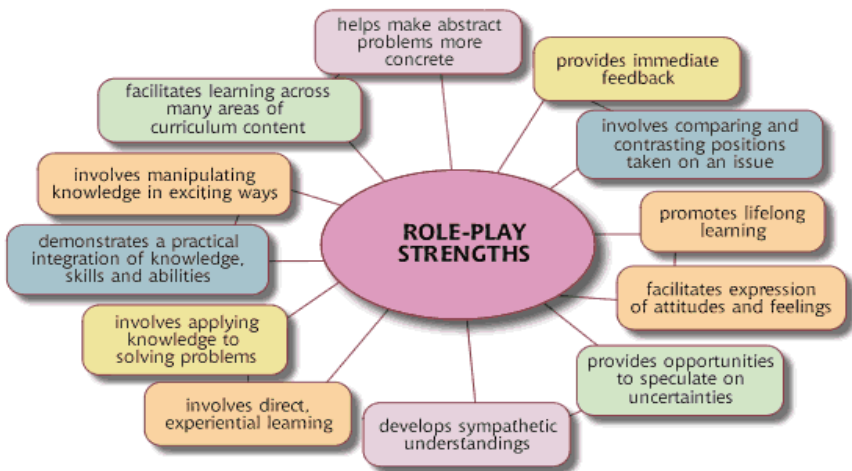 helps make abstract
problems more
concrete
provides immediate
feedback
facilitates learning across
many areas of
curriculum content
involves comparing and
contrasting positions
taken on an issue
involves manipulating
knowledge in exciting ways
ROLE-PLAY
STRENGTHS
promotes lifelong
learning
demonstrates a practical
integration of knowledge,
skills and abilities
facilitates expression
of attitudes and feelings
involves applying
knowledge to
solving problems
provides opportunities
to speculate on
uncertainties
involves direct,
experiential learning
develops sympathetic
understandings